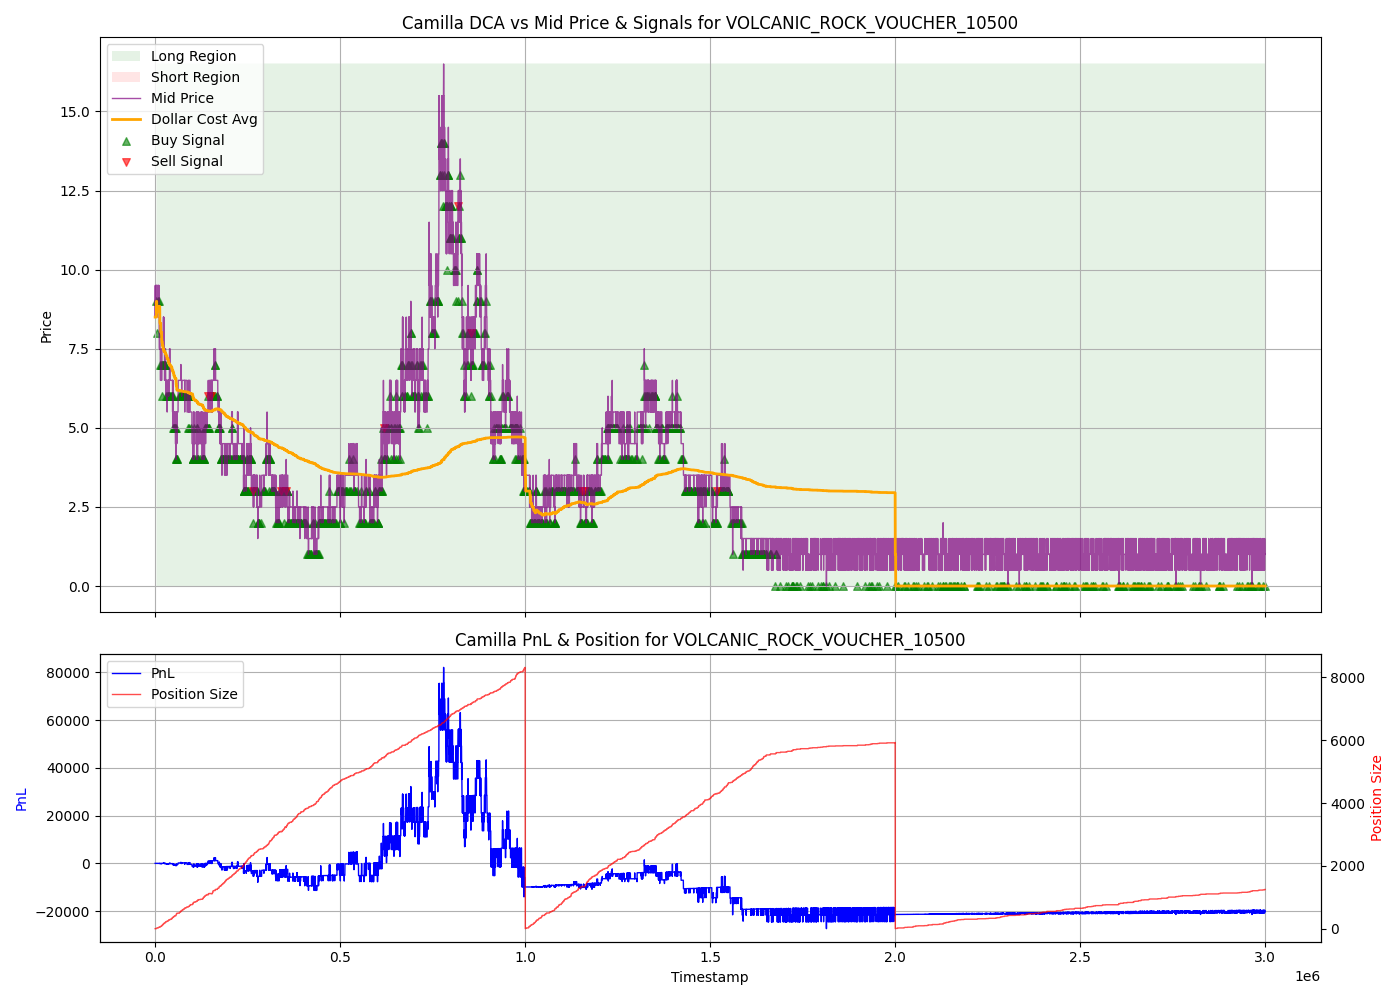 Camilla DCA vs Mid Price & Signals for VOLCANIC_ROCK_VOUCHER_10500
Long Region
Short Region
Mid Price
Dollar Cost Avg
Buy Signal
Sell Signal
Price
15.0
12.5
10.0
7.5
5.0
2.5
0.0
Camilla PnL & Position for VOLCANIC_ROCK_VOUCHER_10500
PnL
Position Size
PnL
80000
60000
40000
20000
0
−20000
8000
6000
4000
2000
0
Position Size
0.0 0.5 1.0 1.5 2.0 2.5 3.0
Timestamp
1e6